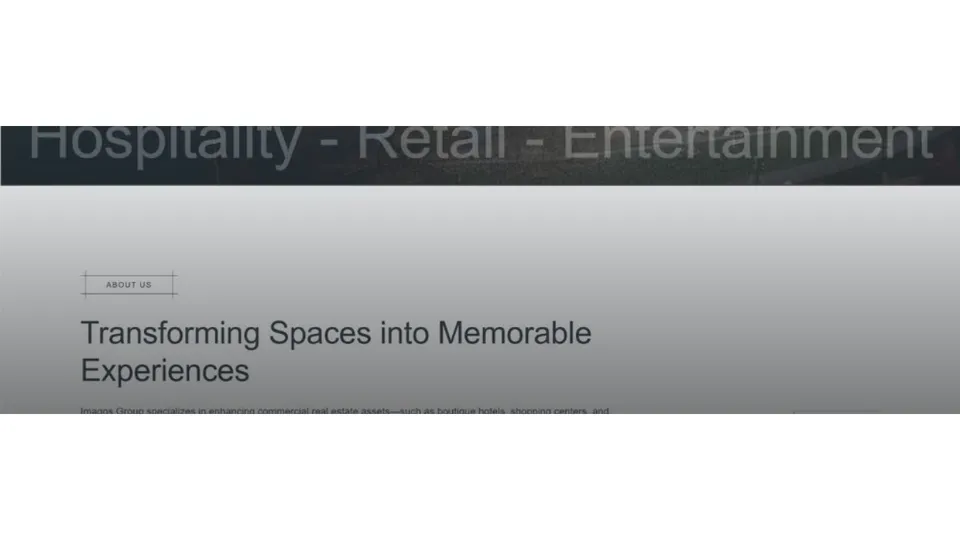 Hospitality - Retail - Entertainment
ABOUT US
Transforming Spaces into Memorable
Experiences
Imagos Group specializes in enhancing commercial real estate assets—such as boutique hotels, shopping centers, and